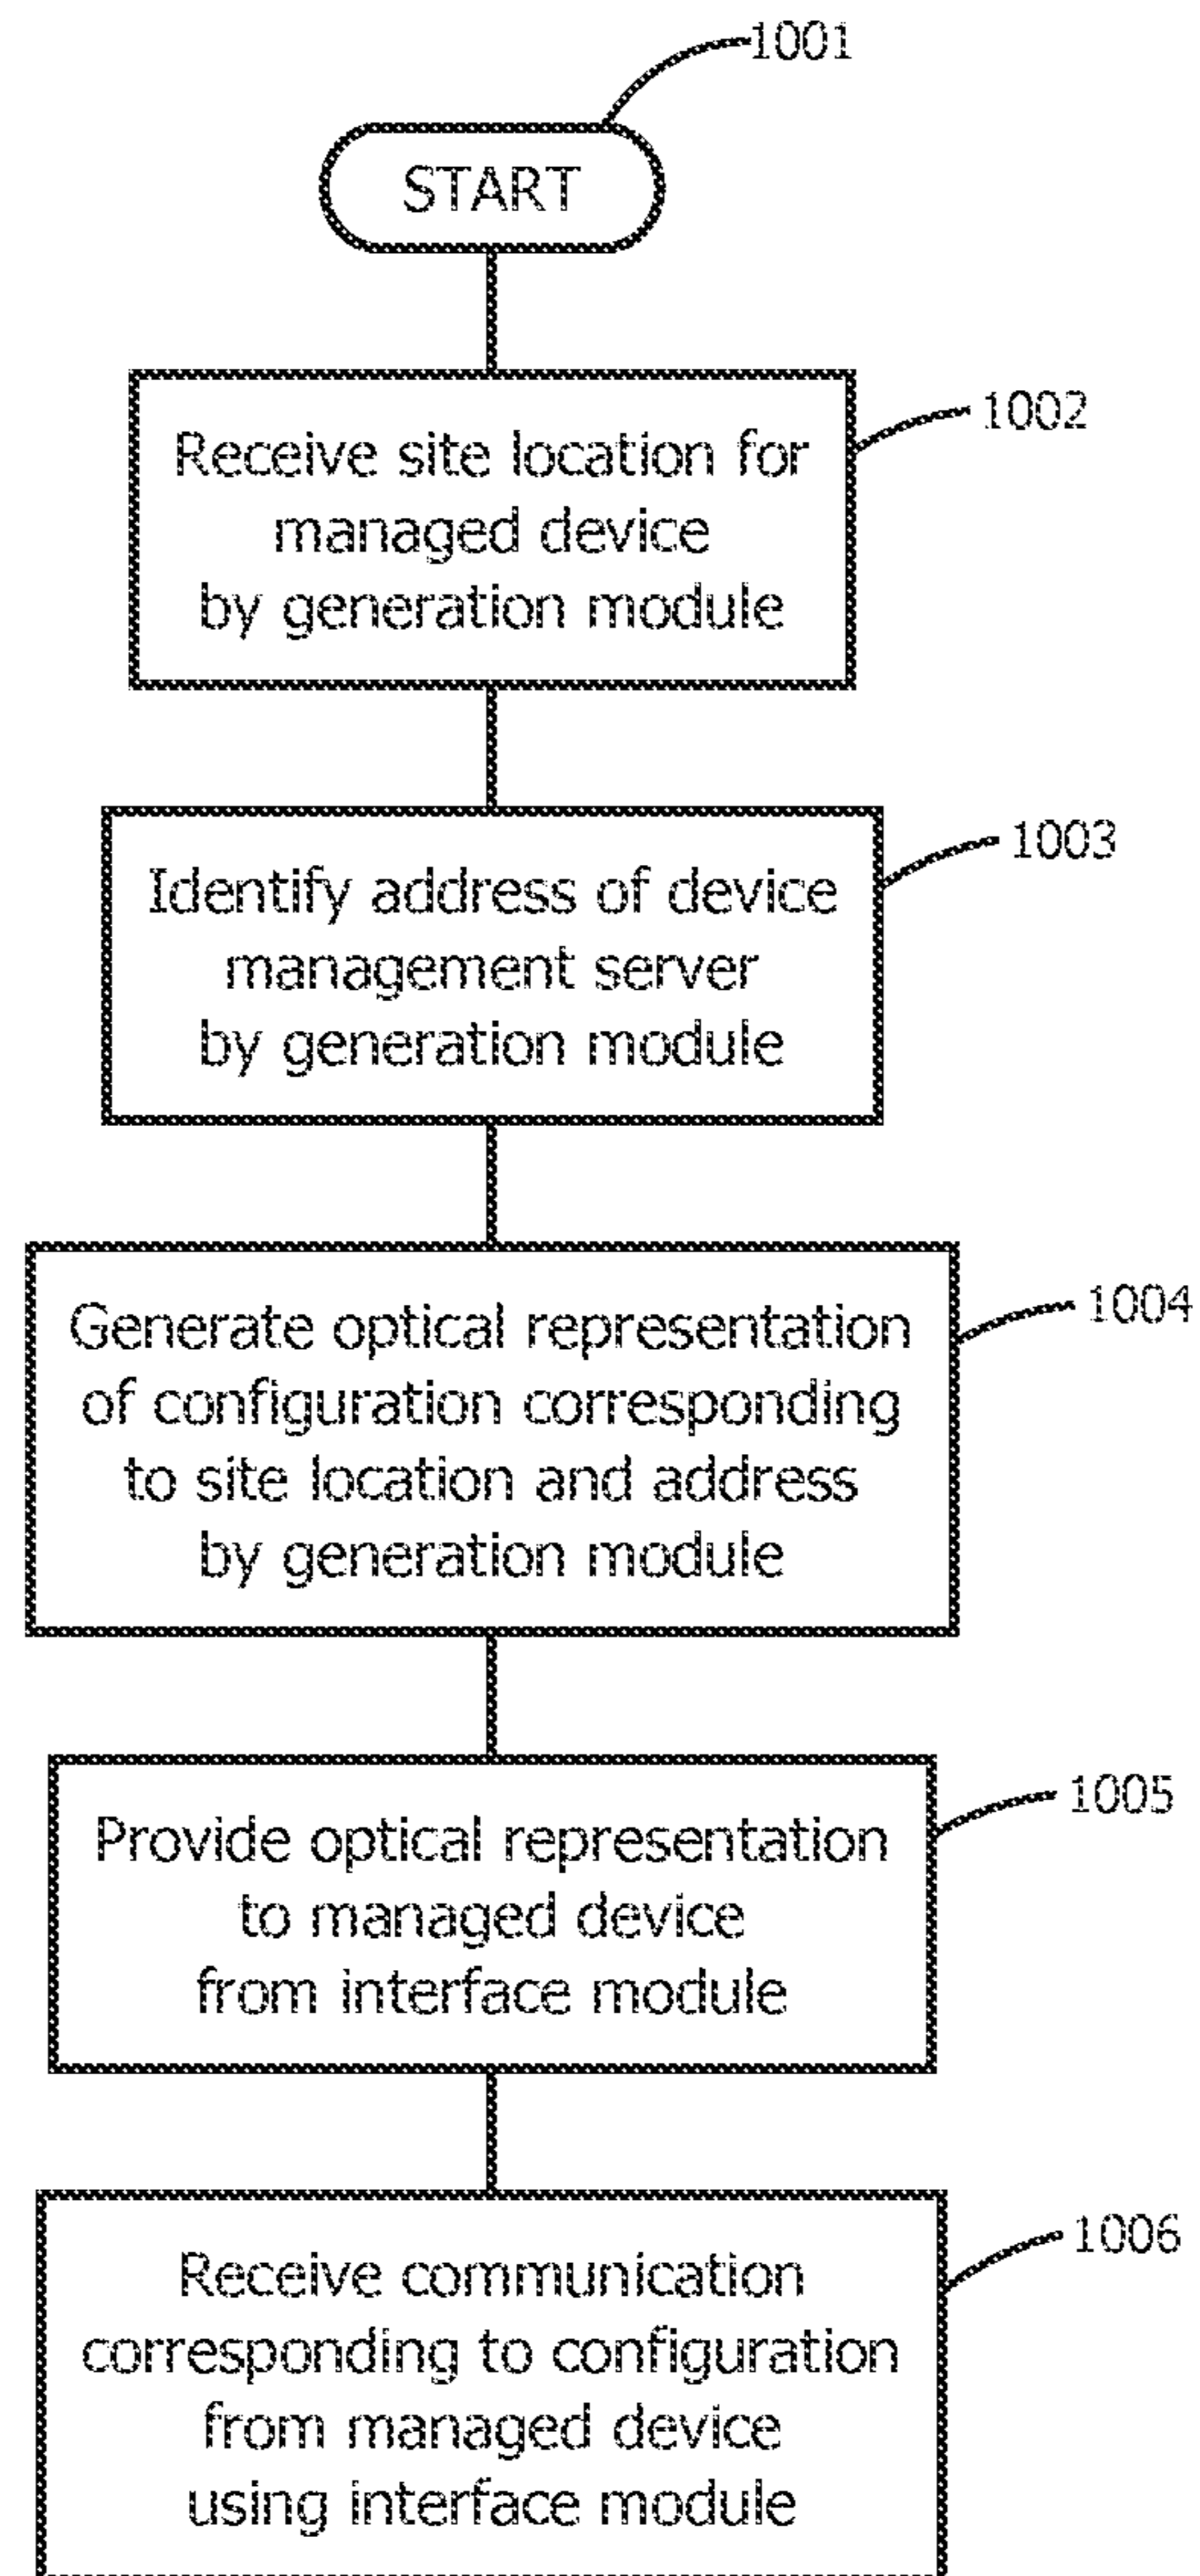 1001
START
1002
Receive site location for
managed device
by generation module
1003
Identify address of device
management server
by generation module
1004
Generate optical representation
of configuration corresponding
to site location and address
by generation module
1005
Provide optical representation
to managed device
from interface module
1006
Receive communication
corresponding to configuration
from managed device
using interface module